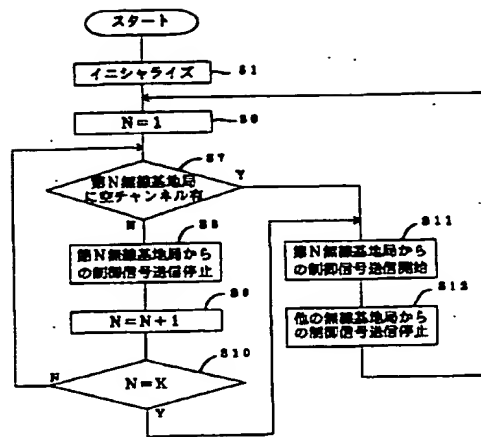 スタート
イニシャライズ
S1
N=1
S6
S7
第N無線基地局
に空チャンネル有
Y
N
S8
第N無線基地局から
の制御信号送信停止
S9
N=N+1
S10
N=K
N
Y
S11
第N無線基地局から
の制御信号送信開始
S12
他の無線基地局から
の制御信号送信停止